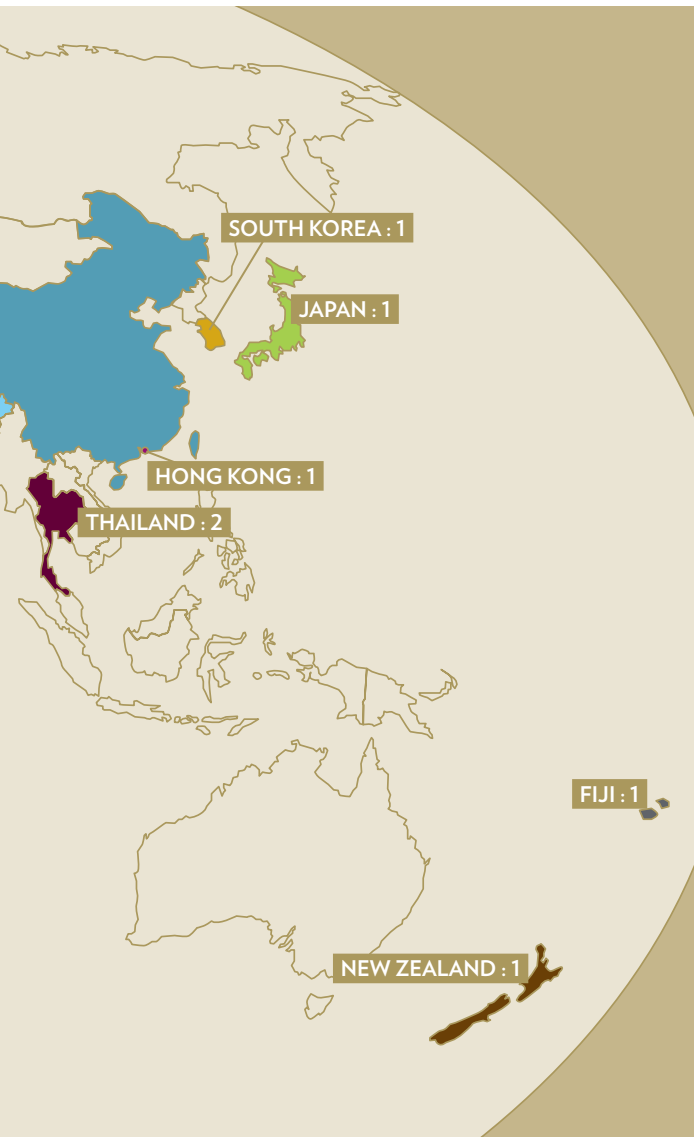 SOUTH KOREA : 1
JAPAN : 1
HONG KONG : 1
THAILAND : 2
FIJI : 1
NEW ZEALAND : 1